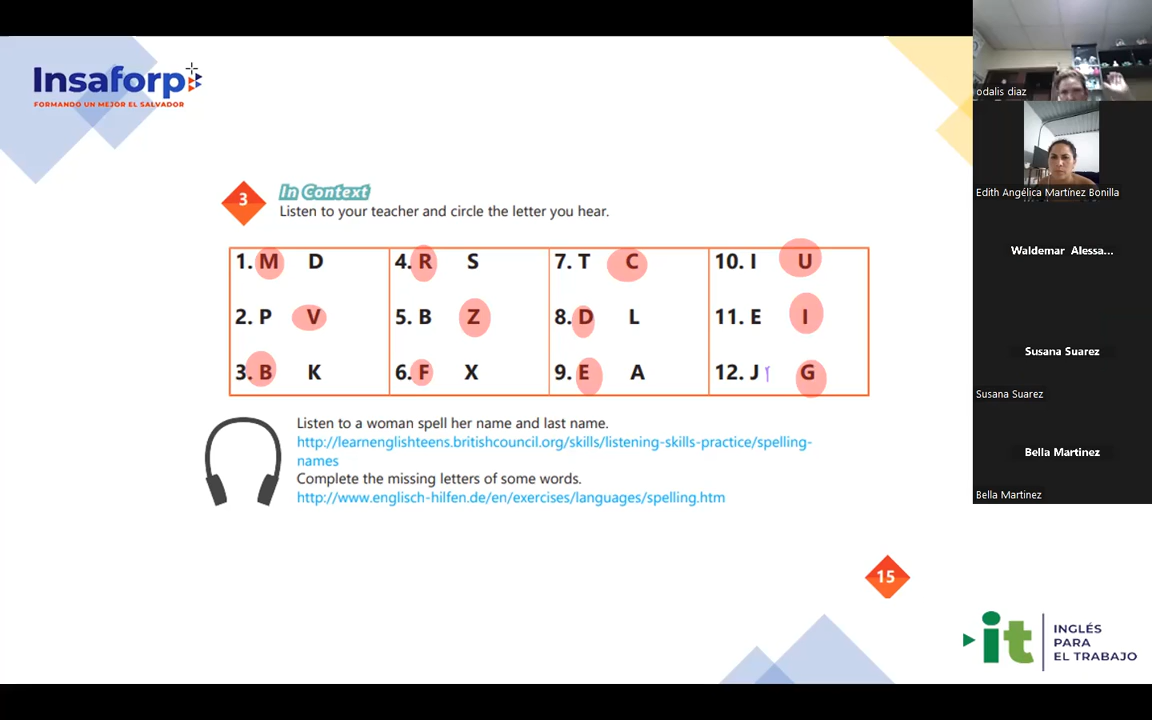 Insaforp
FORMANDO UN MEJOR EL SALVADOR
3
In Context
Listen to your teacher and circle the letter you hear.
1. M D 4. R S 7. T C 10. I U
2. P V 5. B Z 8. D L 11. E I
3. B K 6. F X 9. E A 12. J G
Listen to a woman spell her name and last name.
http://learnenglishteens.britishcouncil.org/skills/listening-skills-practice/spelling-
names
Complete the missing letters of some words.
http://www.englisch-hilfen.de/en/exercises/languages/spelling.htm
15
it
INGLÉS
PARA
EL TRABAJO
odalis diaz
Edith Angélica Martínez Bonilla
Waldemar Alessa...
Susana Suarez
Susana Suarez
Bella Martinez
Bella Martinez